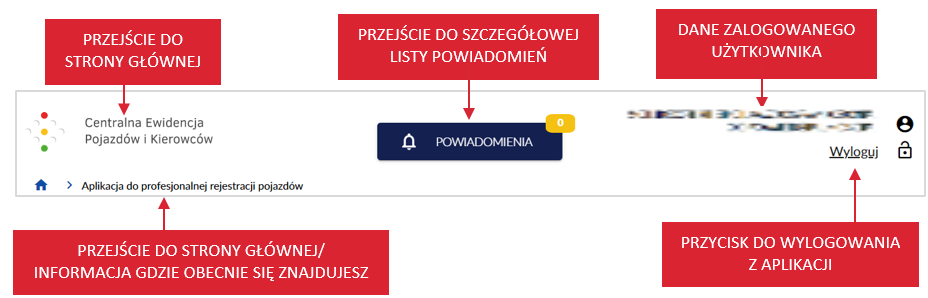 PRZEJŚCIE DO
STRONY GŁÓWNEJ
PRZEJŚCIE DO SZCZEGÓŁOWEJ
LISTY POWIADOMIEŃ
DANE ZALOGOWANEGO
UŻYTKOWNIKA
Centralna Ewidencja
Pojazdów i Kierowców
POWIADOMIENIA
0
Wyloguj
Aplikacja do profesjonalnej rejestracji pojazdów
PRZEJŚCIE DO STRONY GŁÓWNEJ/
INFORMACJA GDZIE OBECNIE SIĘ ZNAJDUJESZ
PRZYCISK DO WYLOGOWANIA
Z APLIKACJI